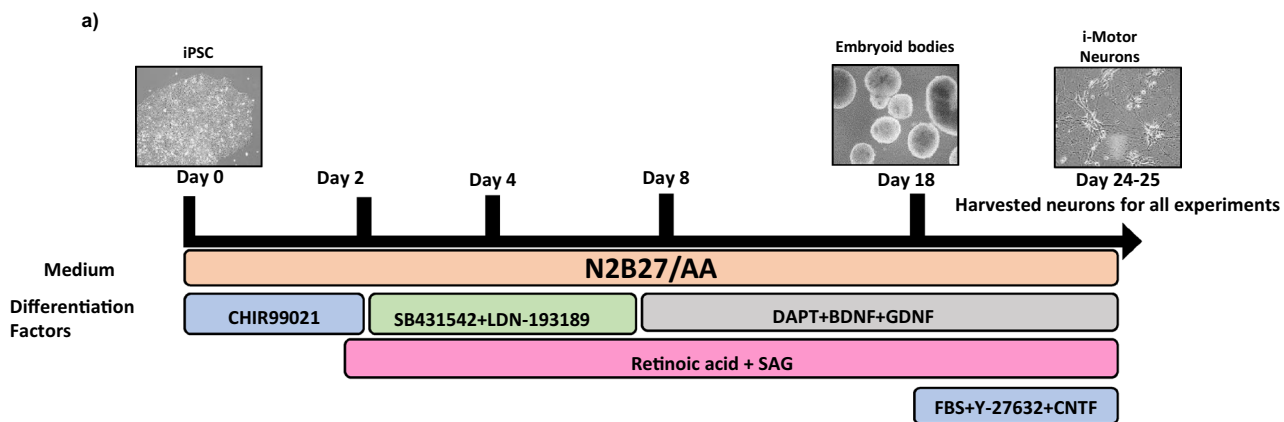 a)
iPSC
Embryoid bodies
i-Motor
Neurons
Day 0
Day 2
Day 4
Day 8
Day 18
Day 24-25
Harvested neurons for all experiments
Medium
N2B27/AA
Differentiation
Factors
CHIR99021
SB431542+LDN-193189
DAPT+BDNF+GDNF
Retinoic acid + SAG
FBS+Y-27632+CNTF